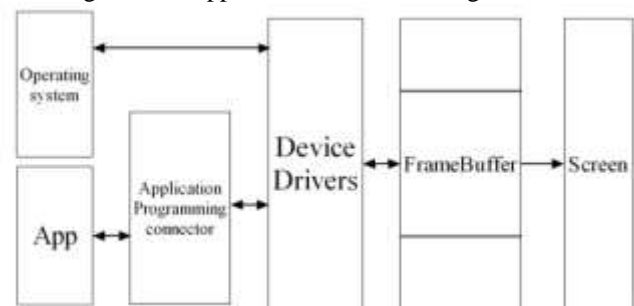 Operating
system
App
Application
Programming
connector
Device
Drivers
FrameBuffer
Screen